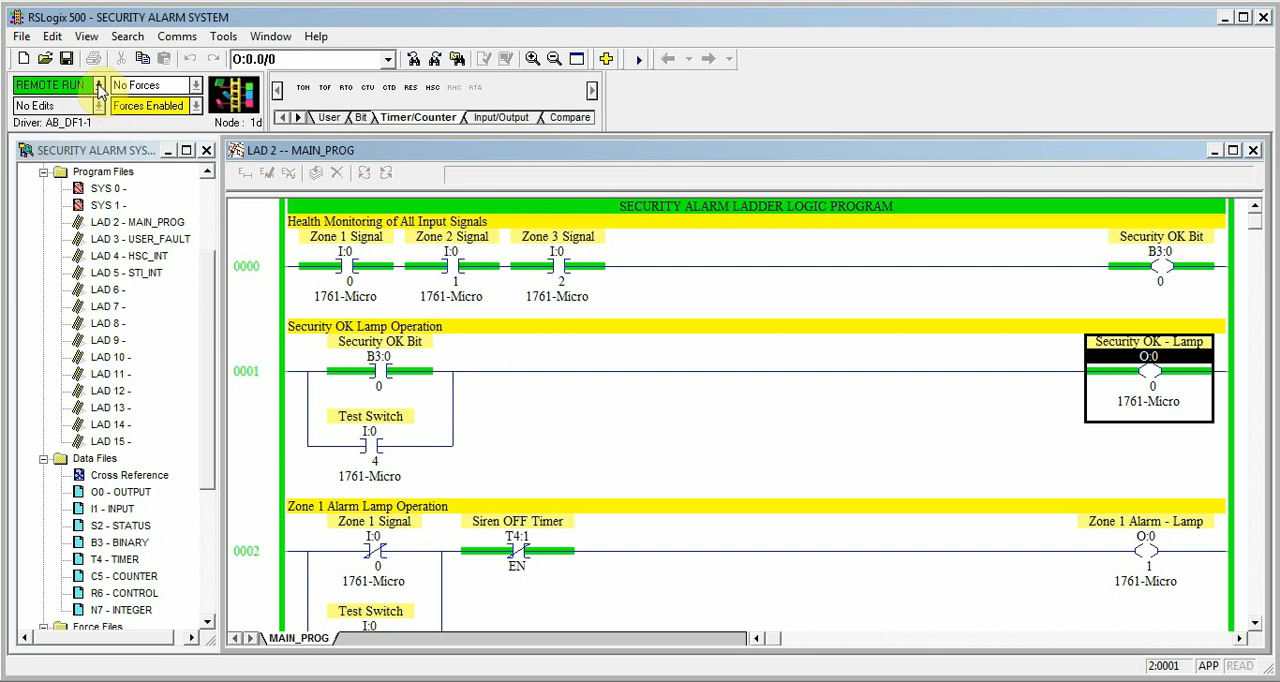 RSLogix 500 - SECURITY ALARM SYSTEM
File Edit View Search Comms Tools Window Help
O:0.0/0
REMOTE RUN No Forces
No Edits Forces Enabled
Driver: AB_DF1-1 Node : 1d
TON TOF RTO CTU CTD RES HSC RHC RTA
User Bit Timer/Counter Input/Output Compare
SECURITY ALARM SYS...
Program Files
SYS 0 -
SYS 1 -
LAD 2 - MAIN_PROG
LAD 3 - USER_FAULT
LAD 4 - HSC_INT
LAD 5 - STI_INT
LAD 6 -
LAD 7 -
LAD 8 -
LAD 9 -
LAD 10 -
LAD 11 -
LAD 12 -
LAD 13 -
LAD 14 -
LAD 15 -
Data Files
Cross Reference
O0 - OUTPUT
I1 - INPUT
S2 - STATUS
B3 - BINARY
T4 - TIMER
C5 - COUNTER
R6 - CONTROL
N7 - INTEGER
Force Files
LAD 2 -- MAIN_PROG
SECURITY ALARM LADDER LOGIC PROGRAM
Health Monitoring of All Input Signals
Zone 1 Signal Zone 2 Signal Zone 3 Signal Security OK Bit
I:0 I:0 I:0 B3:0
0000
0 1 2 0
1761-Micro 1761-Micro 1761-Micro
Security OK Lamp Operation
Security OK Bit Security OK - Lamp
B3:0 O:0
0001
0 0
1761-Micro
Test Switch
I:0
4
1761-Micro
Zone 1 Alarm Lamp Operation
Zone 1 Signal Siren OFF Timer Zone 1 Alarm - Lamp
I:0 T4:1 O:0
0002
0 EN 1
1761-Micro 1761-Micro
Test Switch
I:0
MAIN_PROG
2:0001 APP READ